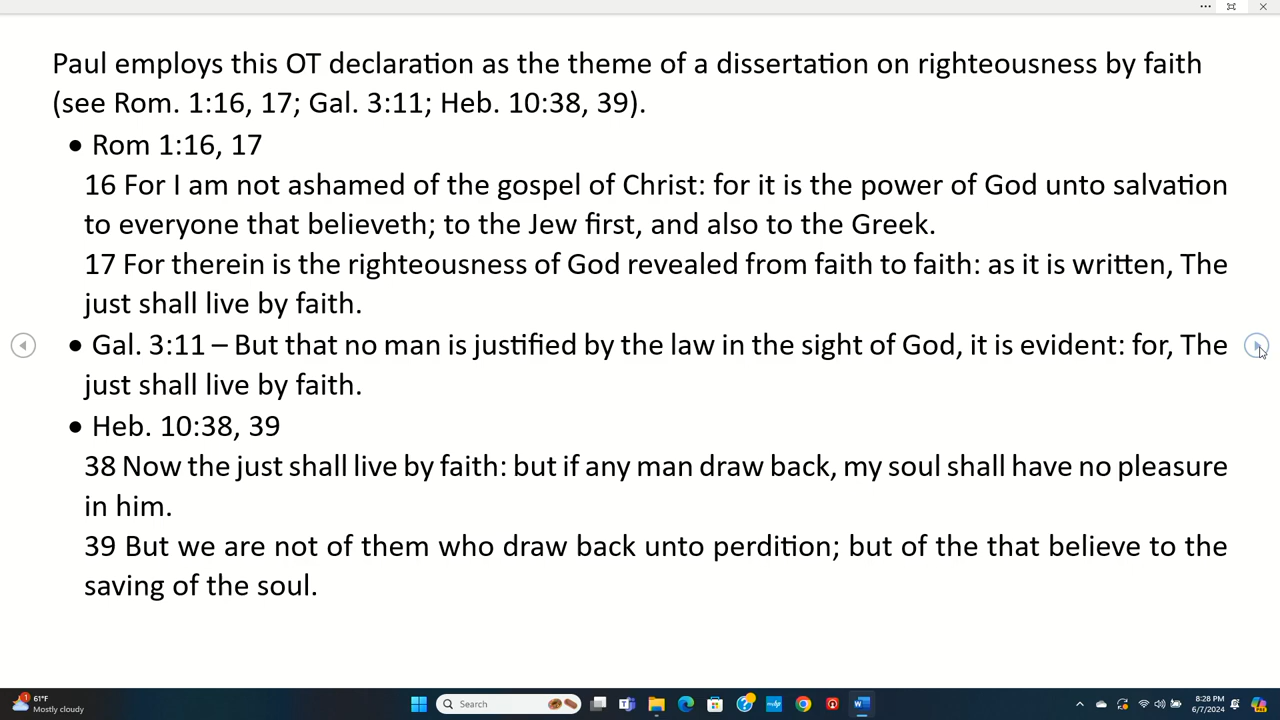 Paul employs this OT declaration as the theme of a dissertation on righteousness by faith
(see Rom. 1:16, 17; Gal. 3:11; Heb. 10:38, 39).
• Rom 1:16, 17
16 For I am not ashamed of the gospel of Christ: for it is the power of God unto salvation
to everyone that believeth; to the Jew first, and also to the Greek.
17 For therein is the righteousness of God revealed from faith to faith: as it is written, The
just shall live by faith.
• Gal. 3:11 – But that no man is justified by the law in the sight of God, it is evident: for, The
just shall live by faith.
• Heb. 10:38, 39
38 Now the just shall live by faith: but if any man draw back, my soul shall have no pleasure
in him.
39 But we are not of them who draw back unto perdition; but of the that believe to the
saving of the soul.
1
61°F
Mostly cloudy
Search
8:28 PM
6/7/2024